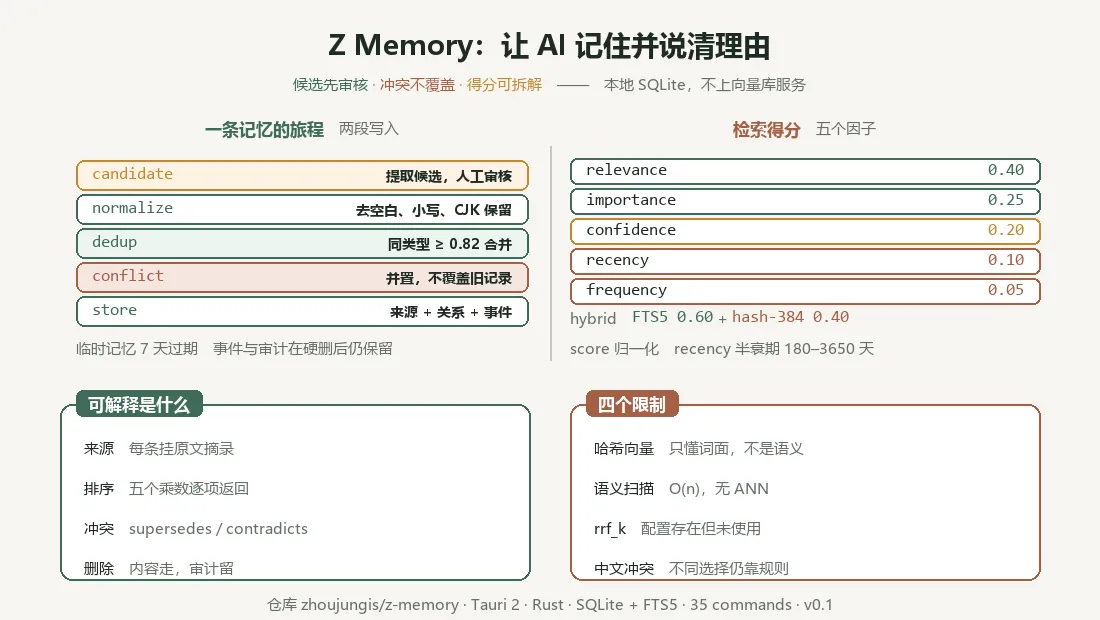 Z Memory：让 AI 记住并说清理由
候选先审核 · 冲突不覆盖 · 得分可拆解 —— 本地 SQLite，不上向量库服务
一条记忆的旅程 两段写入
candidate 提取候选，人工审核
normalize 去空白、小写、CJK 保留
dedup 同类型 ≥ 0.82 合并
conflict 并置，不覆盖旧记录
store 来源 + 关系 + 事件
临时记忆 7 天过期 事件与审计在硬删后仍保留
检索得分 五个因子
relevance 0.40
importance 0.25
confidence 0.20
recency 0.10
frequency 0.05
hybrid FTS5 0.60 + hash-384 0.40
score 归一化 recency 半衰期 180–3650 天
可解释是什么
来源 每条挂原文摘录
排序 五个乘数逐项返回
冲突 supersedes / contradicts
删除 内容走，审计留
四个限制
哈希向量 只懂词面，不是语义
语义扫描 O(n)，无 ANN
rrf_k 配置存在但未使用
中文冲突 不同选择仍靠规则
仓库 zhoujungis/z-memory · Tauri 2 · Rust · SQLite + FTS5 · 35 commands · v0.1